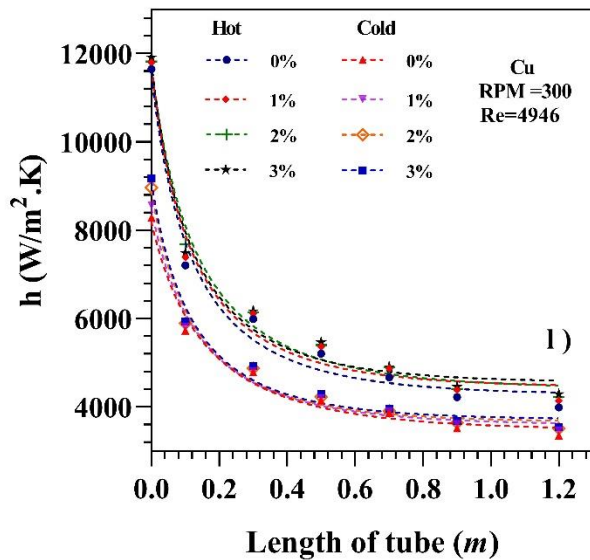 Hot Cold
0% 0%
1% 1%
2% 2%
3% 3%
Cu
RPM =300
Re=4946
12000
10000
8000
6000
4000
h (W/m².K)
l )
0.0 0.2 0.4 0.6 0.8 1.0 1.2
Length of tube (m)